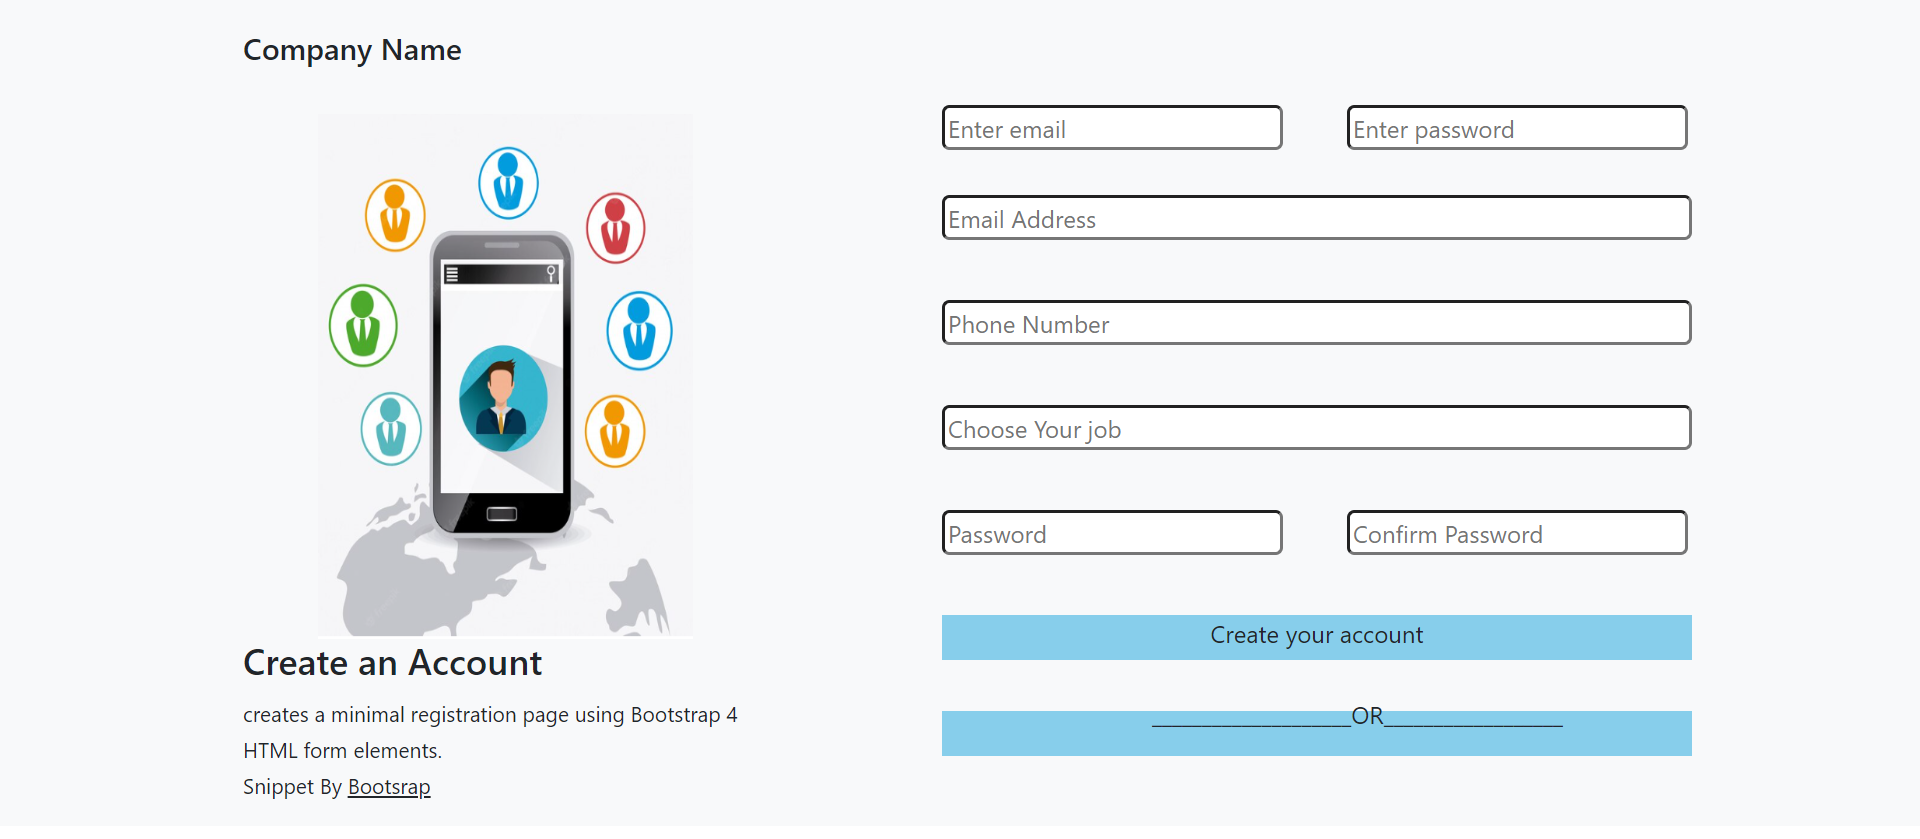 Company Name
Enter email
Enter password
Email Address
Phone Number
Choose Your job
Password
Confirm Password
Create your account
____________________OR__________________
Create an Account
creates a minimal registration page using Bootstrap 4
HTML form elements.
Snippet By Bootsrap